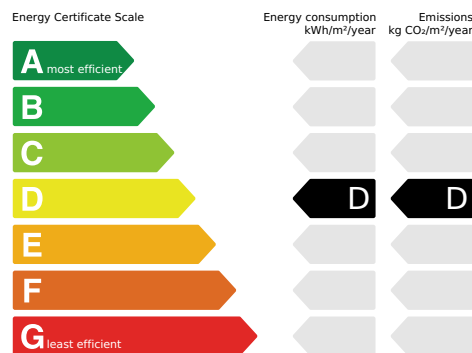 Energy Certificate Scale
Energy consumption
kWh/m²/year
Emissions
kg CO₂/m²/year
A most efficient
B
C
D D D
E
F
G least efficient